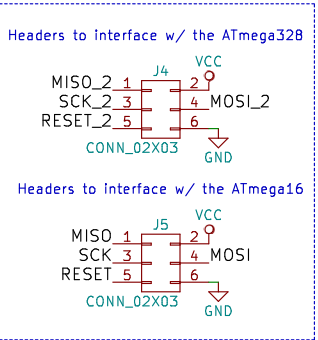 Headers to interface w/ the ATmega328
VCC
J4
MISO_2 1 2
SCK_2 3 4 MOSI_2
RESET_2 5 6
CONN_02X03
GND
Headers to interface w/ the ATmega16
VCC
J5
MISO 1 2
SCK 3 4 MOSI
RESET 5 6
CONN_02X03
GND